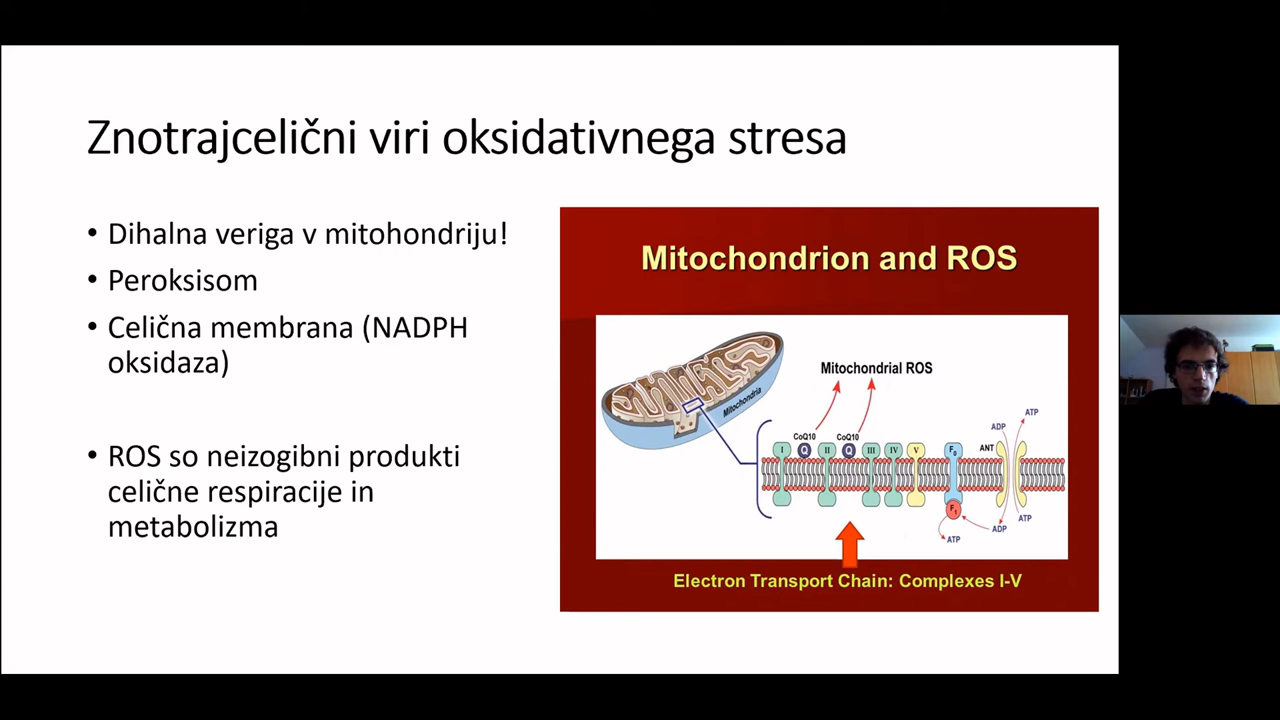 Znotrajcelični viri oksidativnega stresa
• Dihalna veriga v mitohondriju!
• Peroksisom
• Celična membrana (NADPH
oksidaza)
• ROS so neizogibni produkti
celične respiracije in
metabolizma
Mitochondrion and ROS
Mitochondrial ROS
Mitochondria
CoQ10
CoQ10
I
Q
II
Q
III
IV
V
F0
ANT
ADP
ATP
F1
ATP
ADP
ATP
Electron Transport Chain: Complexes I-V